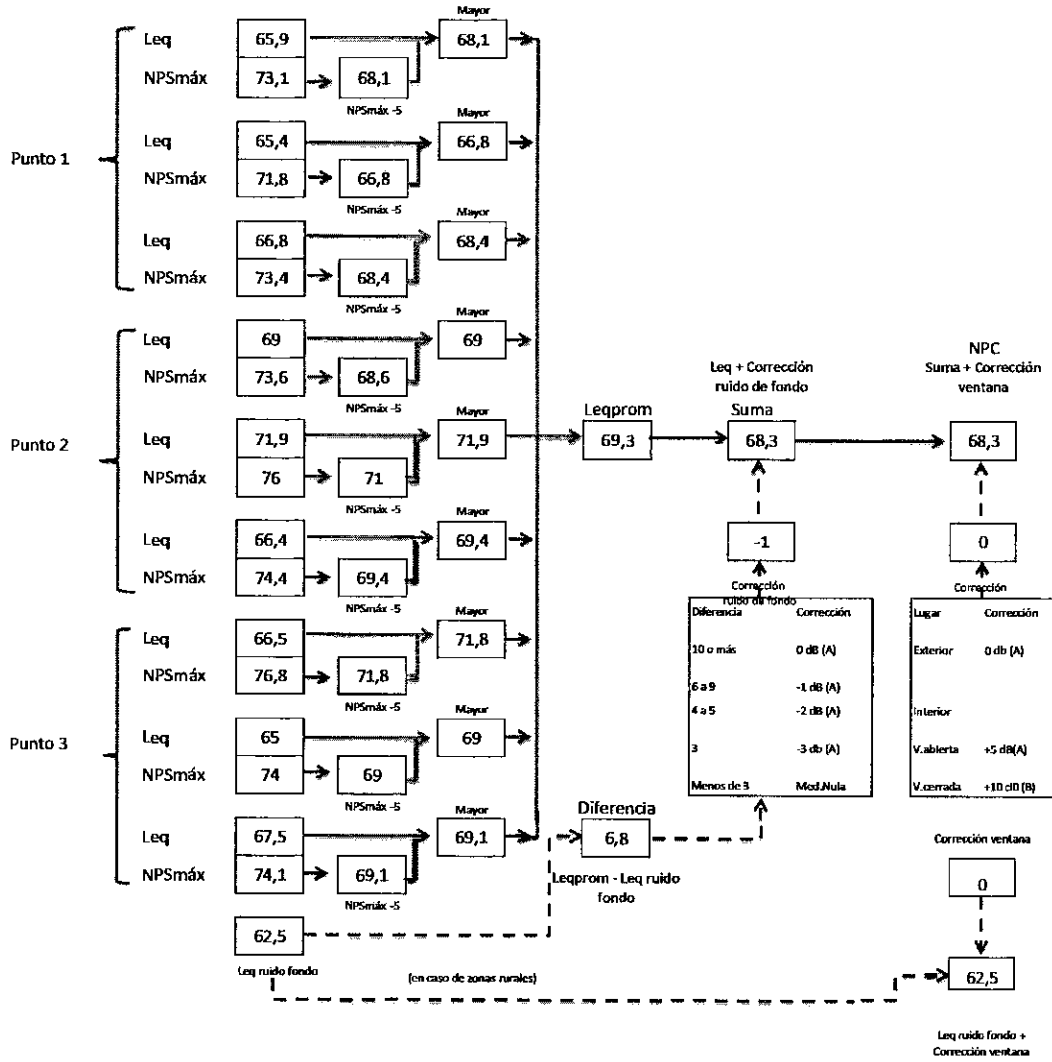 Mayor
Leq 65,9 68,1
NPSmáx 73,1 68,1
NPSmáx -5
Mayor
Leq 65,4 66,8
Punto 1
NPSmáx 71,8 66,8
NPSmáx -5
Mayor
Leq 66,8 68,4
NPSmáx 73,4 68,4
NPSmáx -5
Mayor
Leq 69 69
NPSmáx 73,6 68,6
NPSmáx -5
Mayor
Leq 71,9 71,9
Punto 2
NPSmáx 76 71
NPSmáx -5
Mayor
Leq 66,4 69,4
NPSmáx 74,4 69,4
NPSmáx -5
Mayor
Leq 66,5 71,8
NPSmáx 76,8 71,8
NPSmáx -5
Mayor
Leq 65 69
Punto 3
NPSmáx 74 69
NPSmáx -5
Mayor
Leq 67,5 69,1
NPSmáx 74,1 69,1
NPSmáx -5
62,5
Leq ruido fondo
(en caso de zonas rurales)
Leqprom
69,3
Diferencia
6,8
Leqprom - Leq ruido
fondo
Leq + Corrección
ruido de fondo
Suma
68,3
-1
Corrección
ruido de fondo
Diferencia Corrección
10 o más 0 dB (A)
6 a 9 -1 dB (A)
4 a 5 -2 dB (A)
3 -3 db (A)
Menos de 3 Med.Nula
NPC
Suma + Corrección
ventana
68,3
0
Corrección
Lugar Corrección
Exterior 0 db (A)
Interior
V.abierta +5 dB(A)
V.cerrada +10 dB (B)
Corrección ventana
0
62,5
Leq ruido fondo +
Corrección ventana